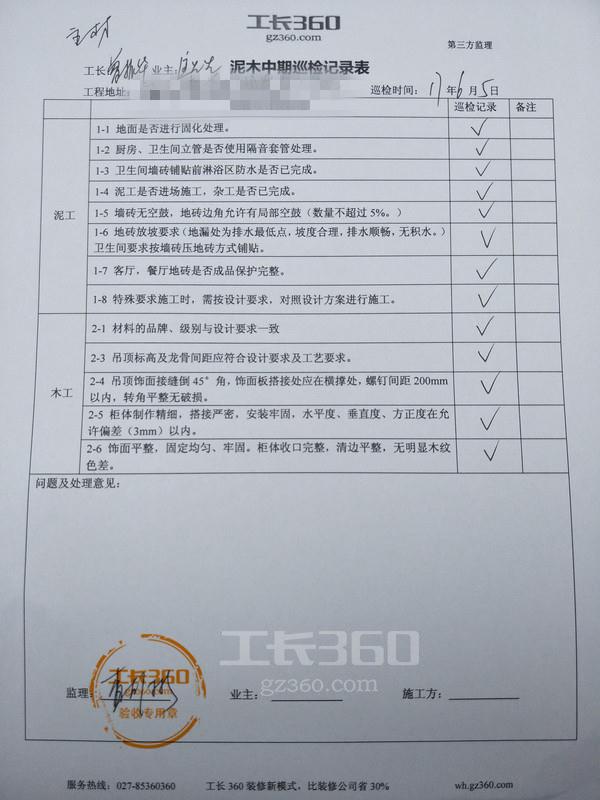 工长360
gz360.com
第三方监理
主材
工长: 业主: 泥木中期巡检记录表
工程地址: 巡检时间: 17年6月5日
巡检记录 备注
泥工
1-1 地面是否进行固化处理。
1-2 厨房、卫生间立管是否使用隔音套管处理。
1-3 卫生间墙砖铺贴前淋浴区防水是否已完成。
1-4 泥工是否进场施工，杂工是否已完成。
1-5 墙砖无空鼓，地砖边角允许有局部空鼓（数量不超过5%。）
1-6 地砖放坡要求（地漏处为排水最低点，坡度合理，排水顺畅，无积水。）
卫生间要求按墙砖压地砖方式铺贴。
1-7 客厅，餐厅地砖是否成品保护完整。
1-8 特殊要求施工时，需按设计要求，对照设计方案进行施工。
木工
2-1 材料的品牌、级别与设计要求一致
2-3 吊顶标高及龙骨间距应符合设计要求及工艺要求。
2-4 吊顶饰面接缝倒45°角，饰面板搭接处应在横撑处，螺钉间距200mm
以内，转角平整无破损。
2-5 柜体制作精细，搭接严密，安装牢固，水平度、垂直度、方正度在允
许偏差（3mm）以内。
2-6 饰面平整，固定均匀、牢固。柜体收口完整，清边平整，无明显木纹
色差。
问题及处理意见：
工长360
gz360.com
工长360
gz360.com
验收专用章
监理: 业主: 施工方:
服务热线: 027-85360360 工长360装修新模式，比装修公司省30% wh.gz360.com